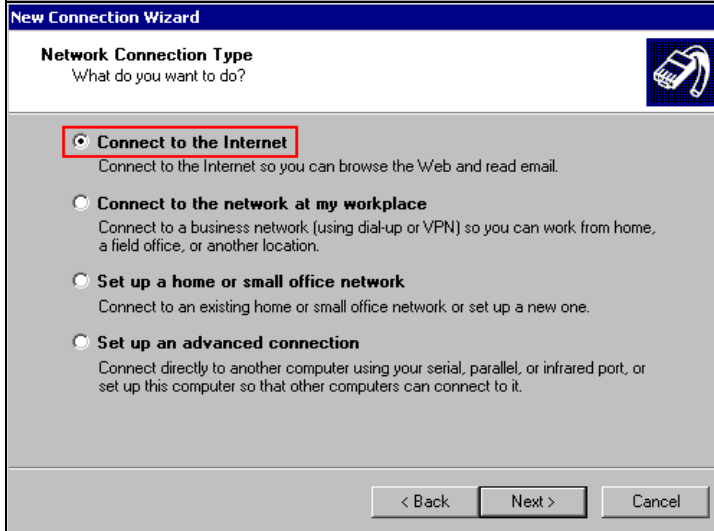 New Connection Wizard
Network Connection Type
What do you want to do?
Connect to the Internet
Connect to the Internet so you can browse the Web and read email.
Connect to the network at my workplace
Connect to a business network (using dial-up or VPN) so you can work from home,
a field office, or another location.
Set up a home or small office network
Connect to an existing home or small office network or set up a new one.
Set up an advanced connection
Connect directly to another computer using your serial, parallel, or infrared port, or
set up this computer so that other computers can connect to it.
< Back Next > Cancel